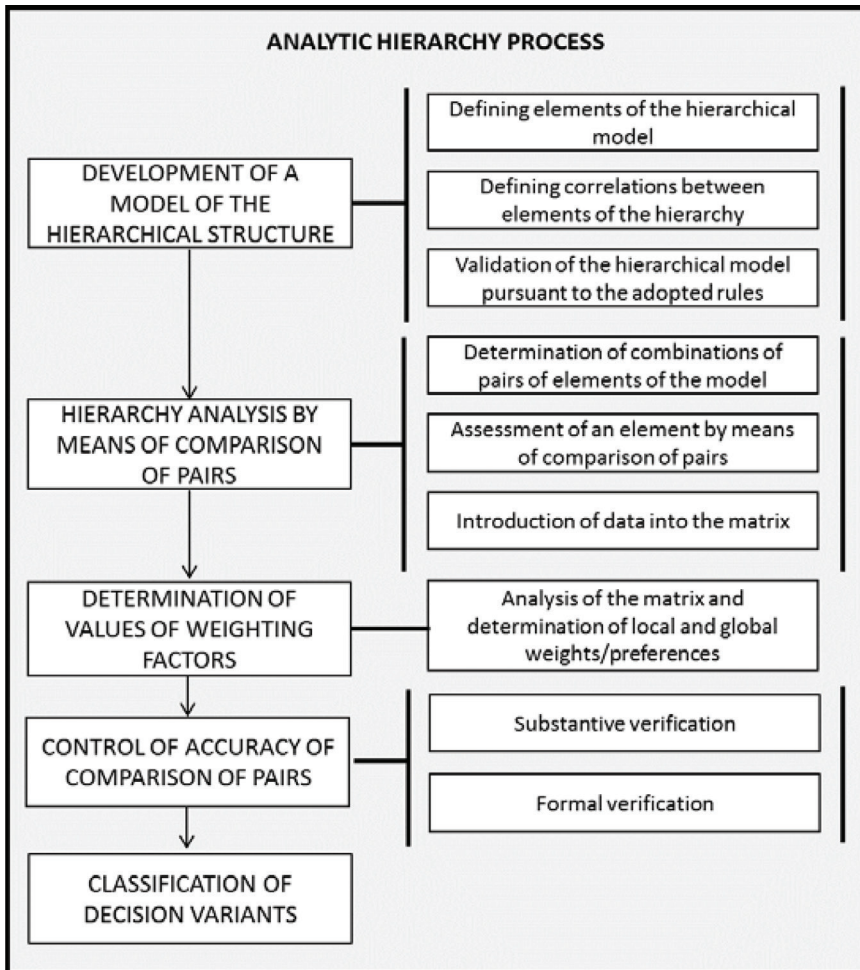 ANALYTIC HIERARCHY PROCESS
DEVELOPMENT OF A
MODEL OF THE
HIERARCHICAL STRUCTURE
Defining elements of the hierarchical
model
Defining correlations between
elements of the hierarchy
Validation of the hierarchical model
pursuant to the adopted rules
HIERARCHY ANALYSIS BY
MEANS OF COMPARISON
OF PAIRS
Determination of combinations of
pairs of elements of the model
Assessment of an element by means
of comparison of pairs
Introduction of data into the matrix
DETERMINATION OF
VALUES OF WEIGHTING
FACTORS
Analysis of the matrix and
determination of local and global
weights/preferences
CONTROL OF ACCURACY OF
COMPARISON OF PAIRS
Substantive verification
Formal verification
CLASSIFICATION OF
DECISION VARIANTS